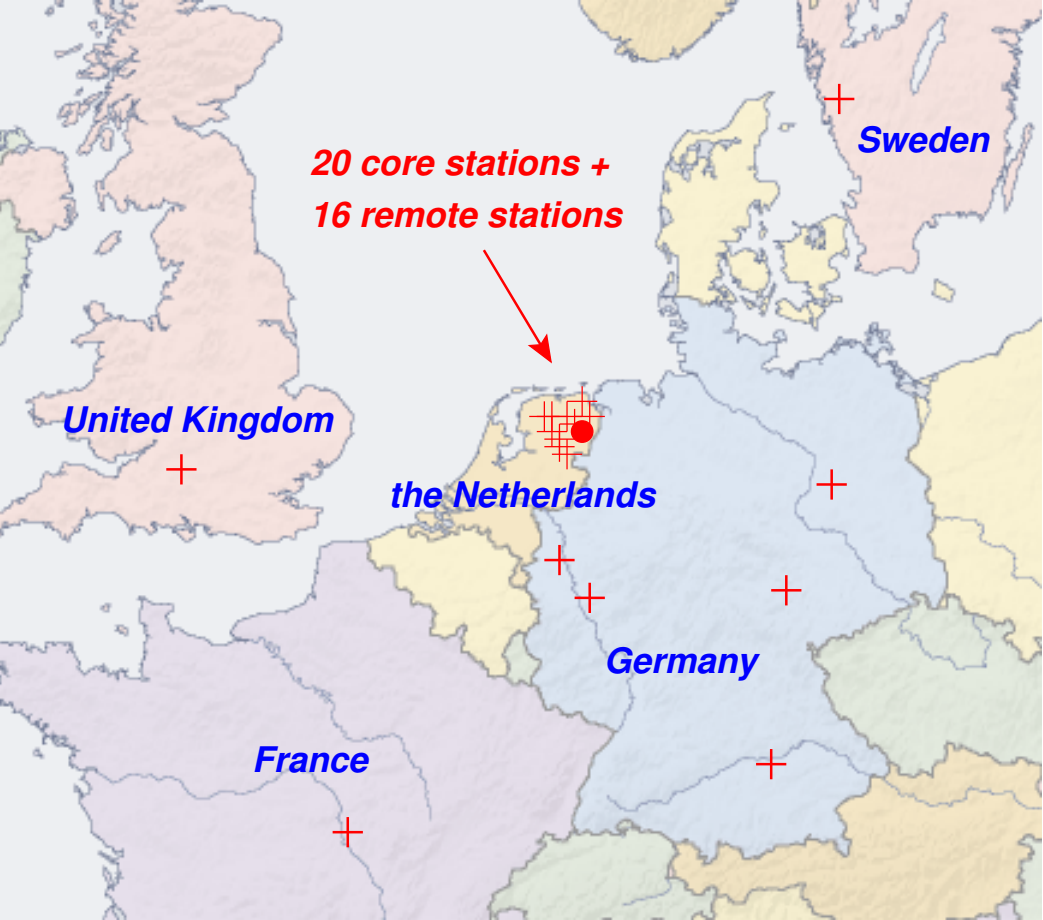 Sweden
20 core stations +
16 remote stations
United Kingdom
the Netherlands
Germany
France